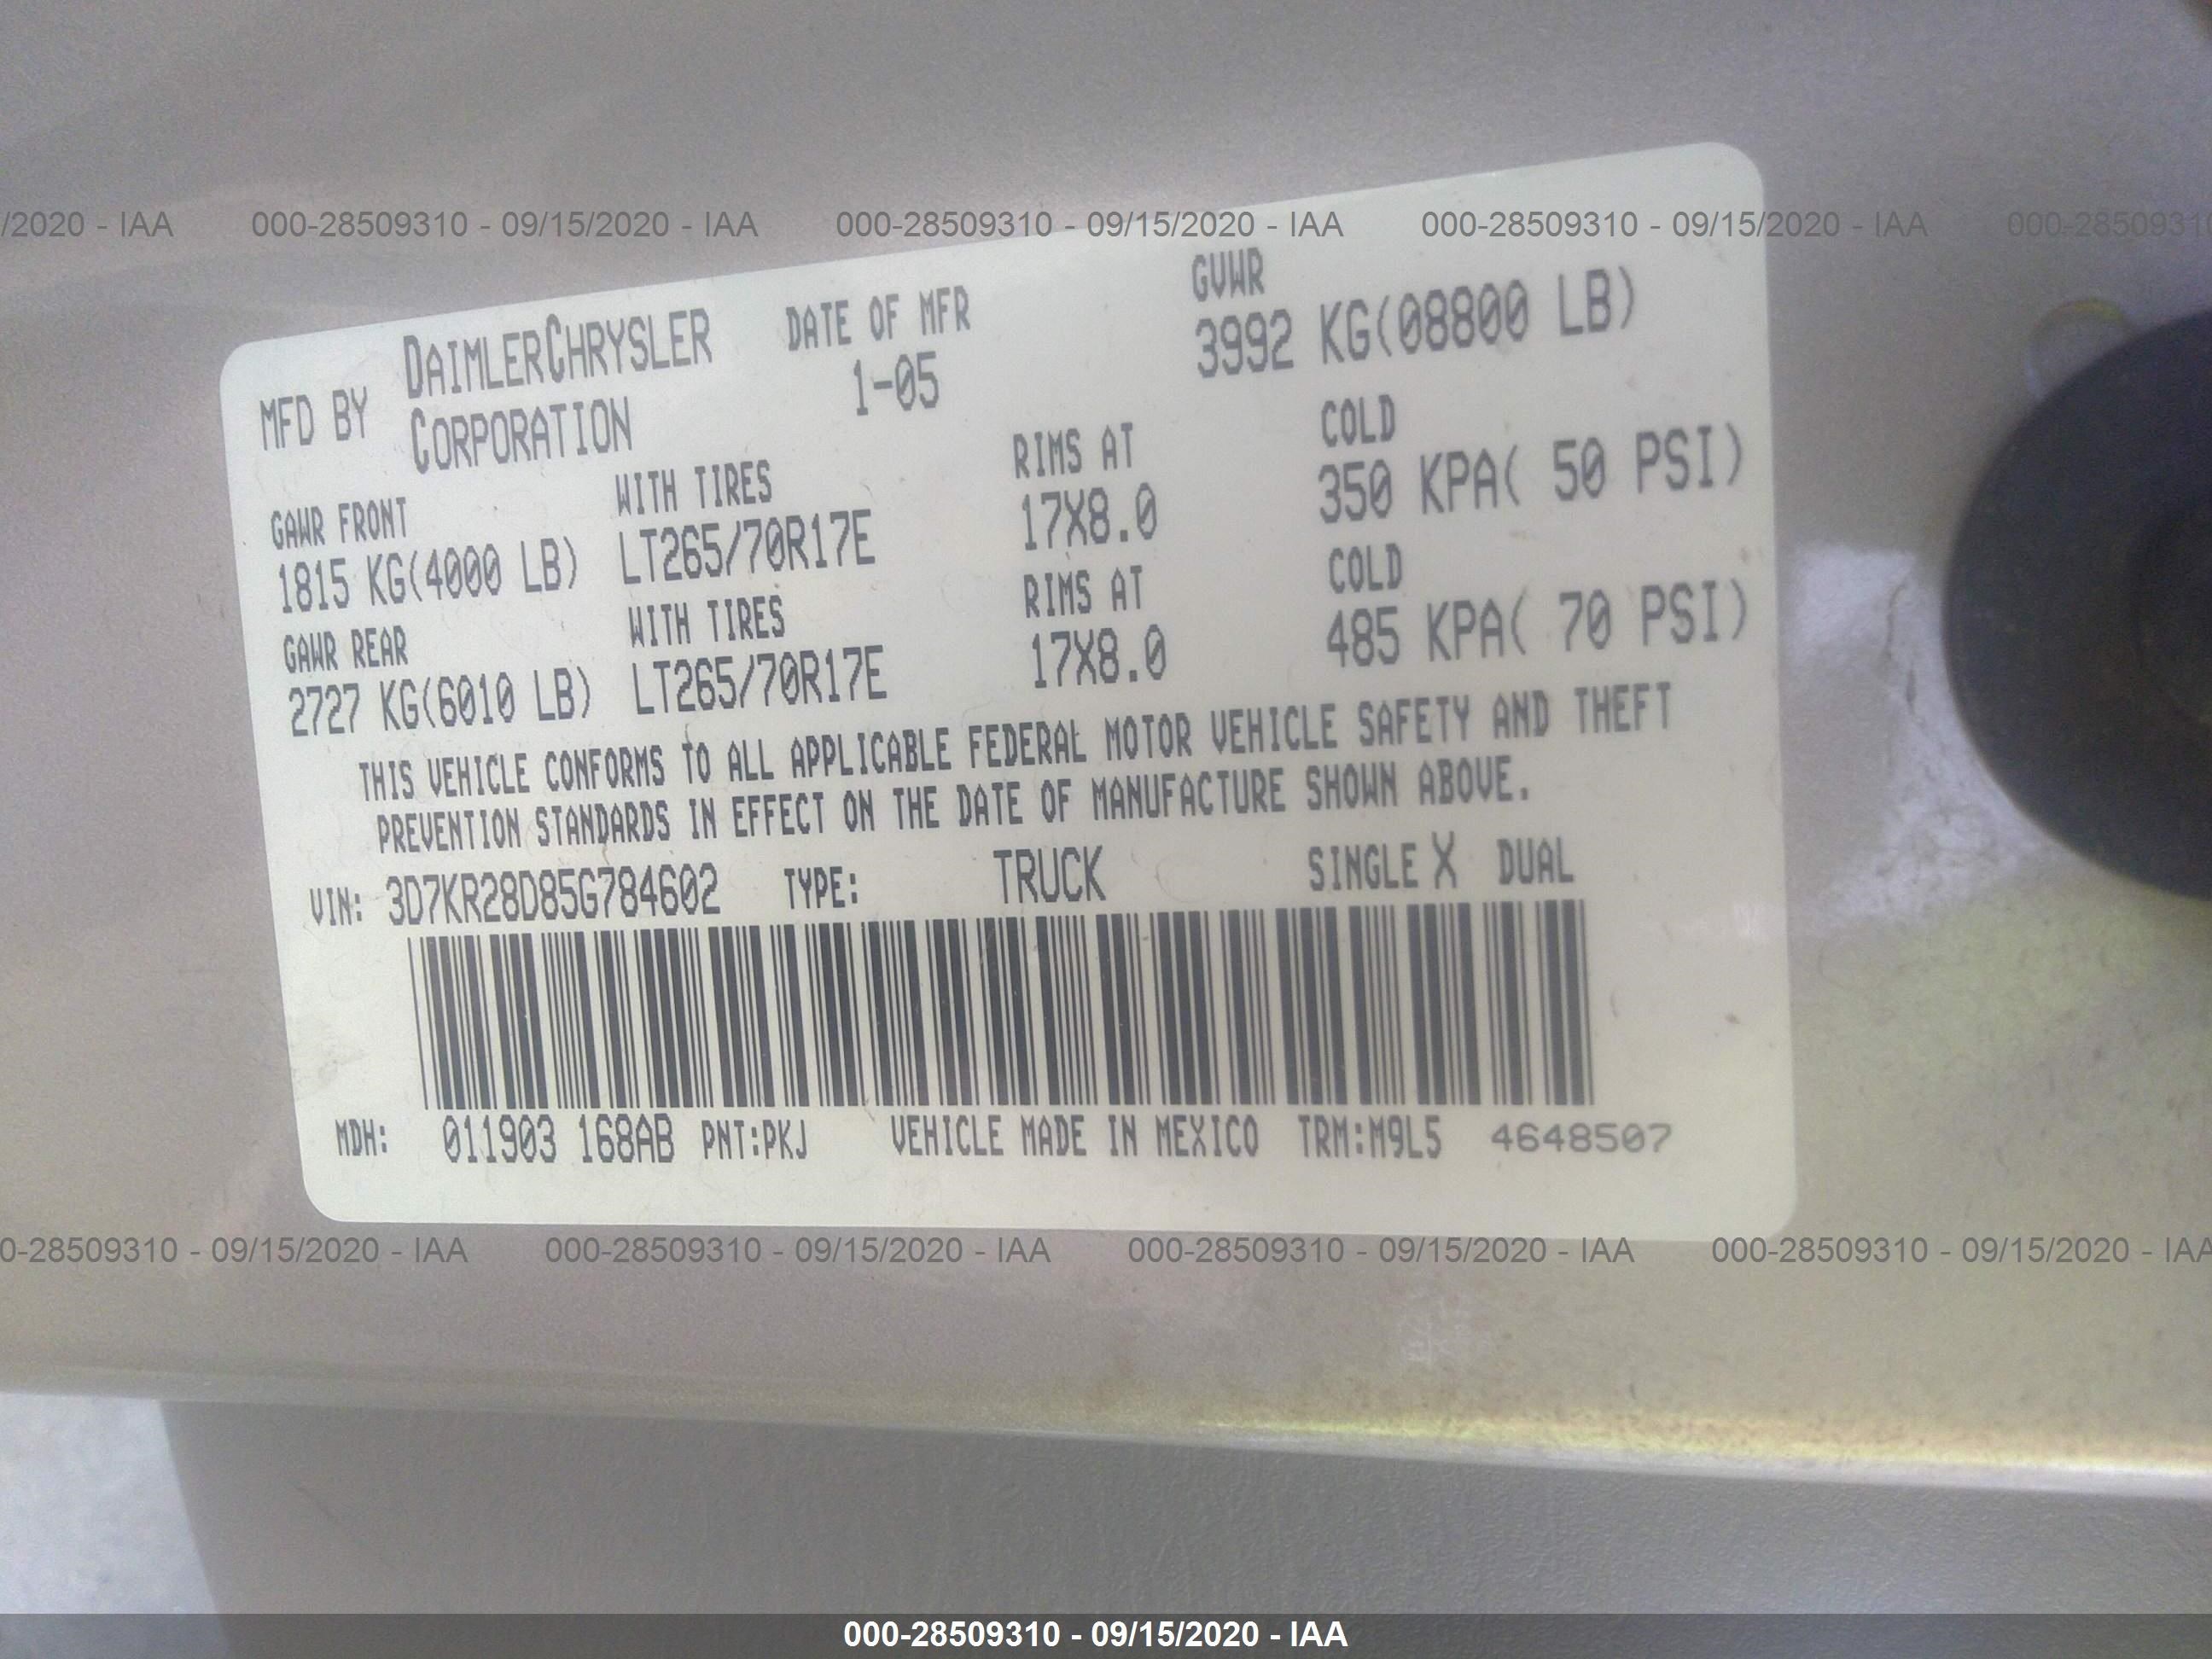 /2020 - IAA 000-28509310 - 09/15/2020 - IAA 000-28509310 - 09/15/2020 - IAA 000-28509310 - 09/15/2020 - IAA 000-2850931
MFD BY DAIMLERCHRYSLER CORPORATION
DATE OF MFR
1-05
GVWR
3992 KG(08800 LB)
GAWR FRONT WITH TIRES RIMS AT COLD
1815 KG(4000 LB) LT265/70R17E 17X8.0 350 KPA( 50 PSI)
GAWR REAR WITH TIRES RIMS AT COLD
2727 KG(6010 LB) LT265/70R17E 17X8.0 485 KPA( 70 PSI)
THIS VEHICLE CONFORMS TO ALL APPLICABLE FEDERAL MOTOR VEHICLE SAFETY AND THEFT
PREVENTION STANDARDS IN EFFECT ON THE DATE OF MANUFACTURE SHOWN ABOVE.
VIN: 3D7KR28D85G784602 TYPE: TRUCK SINGLE X DUAL
MDH: 011903 168AB PNT:PKJ VEHICLE MADE IN MEXICO TRM:M9L5 4648507
0-28509310 - 09/15/2020 - IAA 000-28509310 - 09/15/2020 - IAA 000-28509310 - 09/15/2020 - IAA 000-28509310 - 09/15/2020 - IAA
000-28509310 - 09/15/2020 - IAA